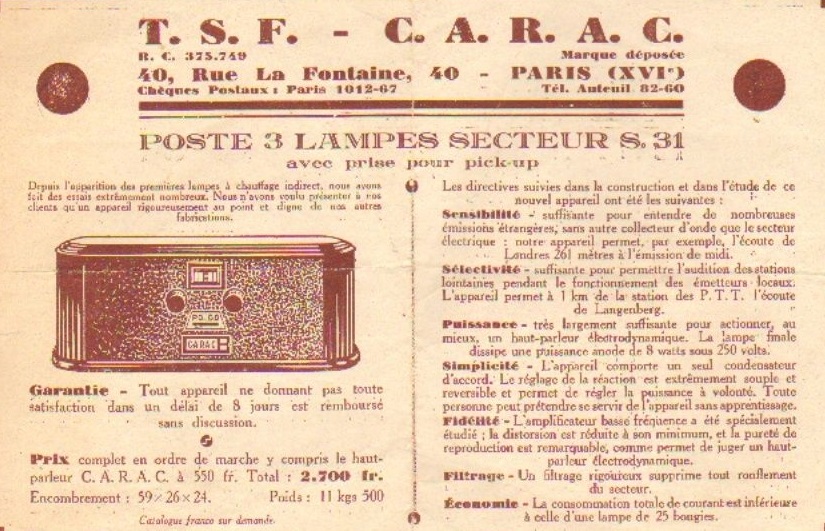 T. S. F. - C. A. R. A. C.
R. C. 375.749 Marque déposée
40, Rue La Fontaine, 40 - PARIS (XVIᵉ)
Chèques Postaux : Paris 1012-67 Tél. Auteuil 82-60
POSTE 3 LAMPES SECTEUR S. 31
avec prise pour pick-up
Depuis l'apparition des premières lampes à chauffage indirect, nous avons
fait des essais extrêmement nombreux. Nous n'avons voulu présenter à nos
clients qu'un appareil rigoureusement au point et digne de nos autres
fabrications.
CARAC
Garantie - Tout appareil ne donnant pas toute
satisfaction dans un délai de 8 jours est remboursé
sans discussion.
Prix complet en ordre de marche y compris le haut-
parleur C. A. R. A. C. à 550 fr. Total : 2.700 fr.
Encombrement : 59×26×24. Poids : 11 kgs 500
Catalogue franco sur demande.
Les directives suivies dans la construction et dans l'étude de ce
nouvel appareil ont été les suivantes :
Sensibilité - suffisante pour entendre de nombreuses
émissions étrangères, sans autre collecteur d'onde que le secteur
électrique : notre appareil permet, par exemple, l'écoute de
Londres 261 mètres à l'émission de midi.
Sélectivité - suffisante pour permettre l'audition des stations
lointaines pendant le fonctionnement des émetteurs locaux.
L'appareil permet à 1 km de la station des P. T. T. l'écoute
de Langenberg.
Puissance - très largement suffisante pour actionner, au
mieux, un haut-parleur électrodynamique. La lampe finale
dissipe une puissance anode de 8 watts sous 250 volts.
Simplicité - L'appareil comporte un seul condensateur
d'accord. Le réglage de la réaction est extrêmement souple et
reversible et permet de régler la puissance à volonté. Toute
personne peut prétendre se servir de l'appareil sans apprentissage.
Fidélité - L'amplificateur basse fréquence a été spécialement
étudié ; la distorsion est réduite à son minimum, et la pureté de
reproduction est remarquable, comme permet de juger un haut-
parleur électrodynamique.
Filtrage - Un filtrage rigoureux supprime tout ronflement
du secteur.
Économie - La consommation totale de courant est inférieure
à celle d'une lampe de 25 bougies.